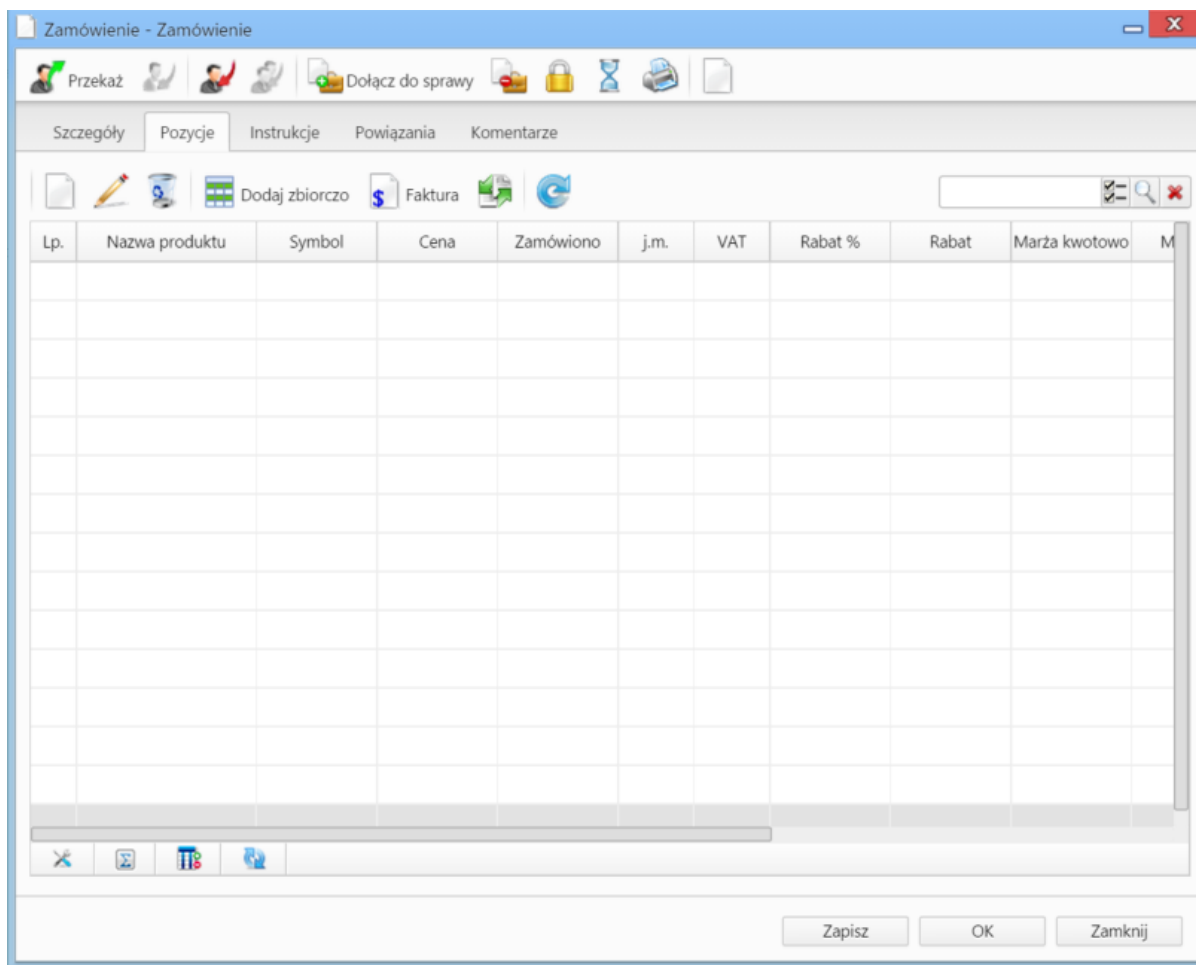 Zamówienie - Zamówienie
Przekaż Dołącz do sprawy
Szczegóły Pozycje Instrukcje Powiązania Komentarze
Dodaj zbiorczo Faktura
Lp. Nazwa produktu Symbol Cena Zamówiono j.m. VAT Rabat % Rabat Marża kwotowo M
Zapisz OK Zamknij